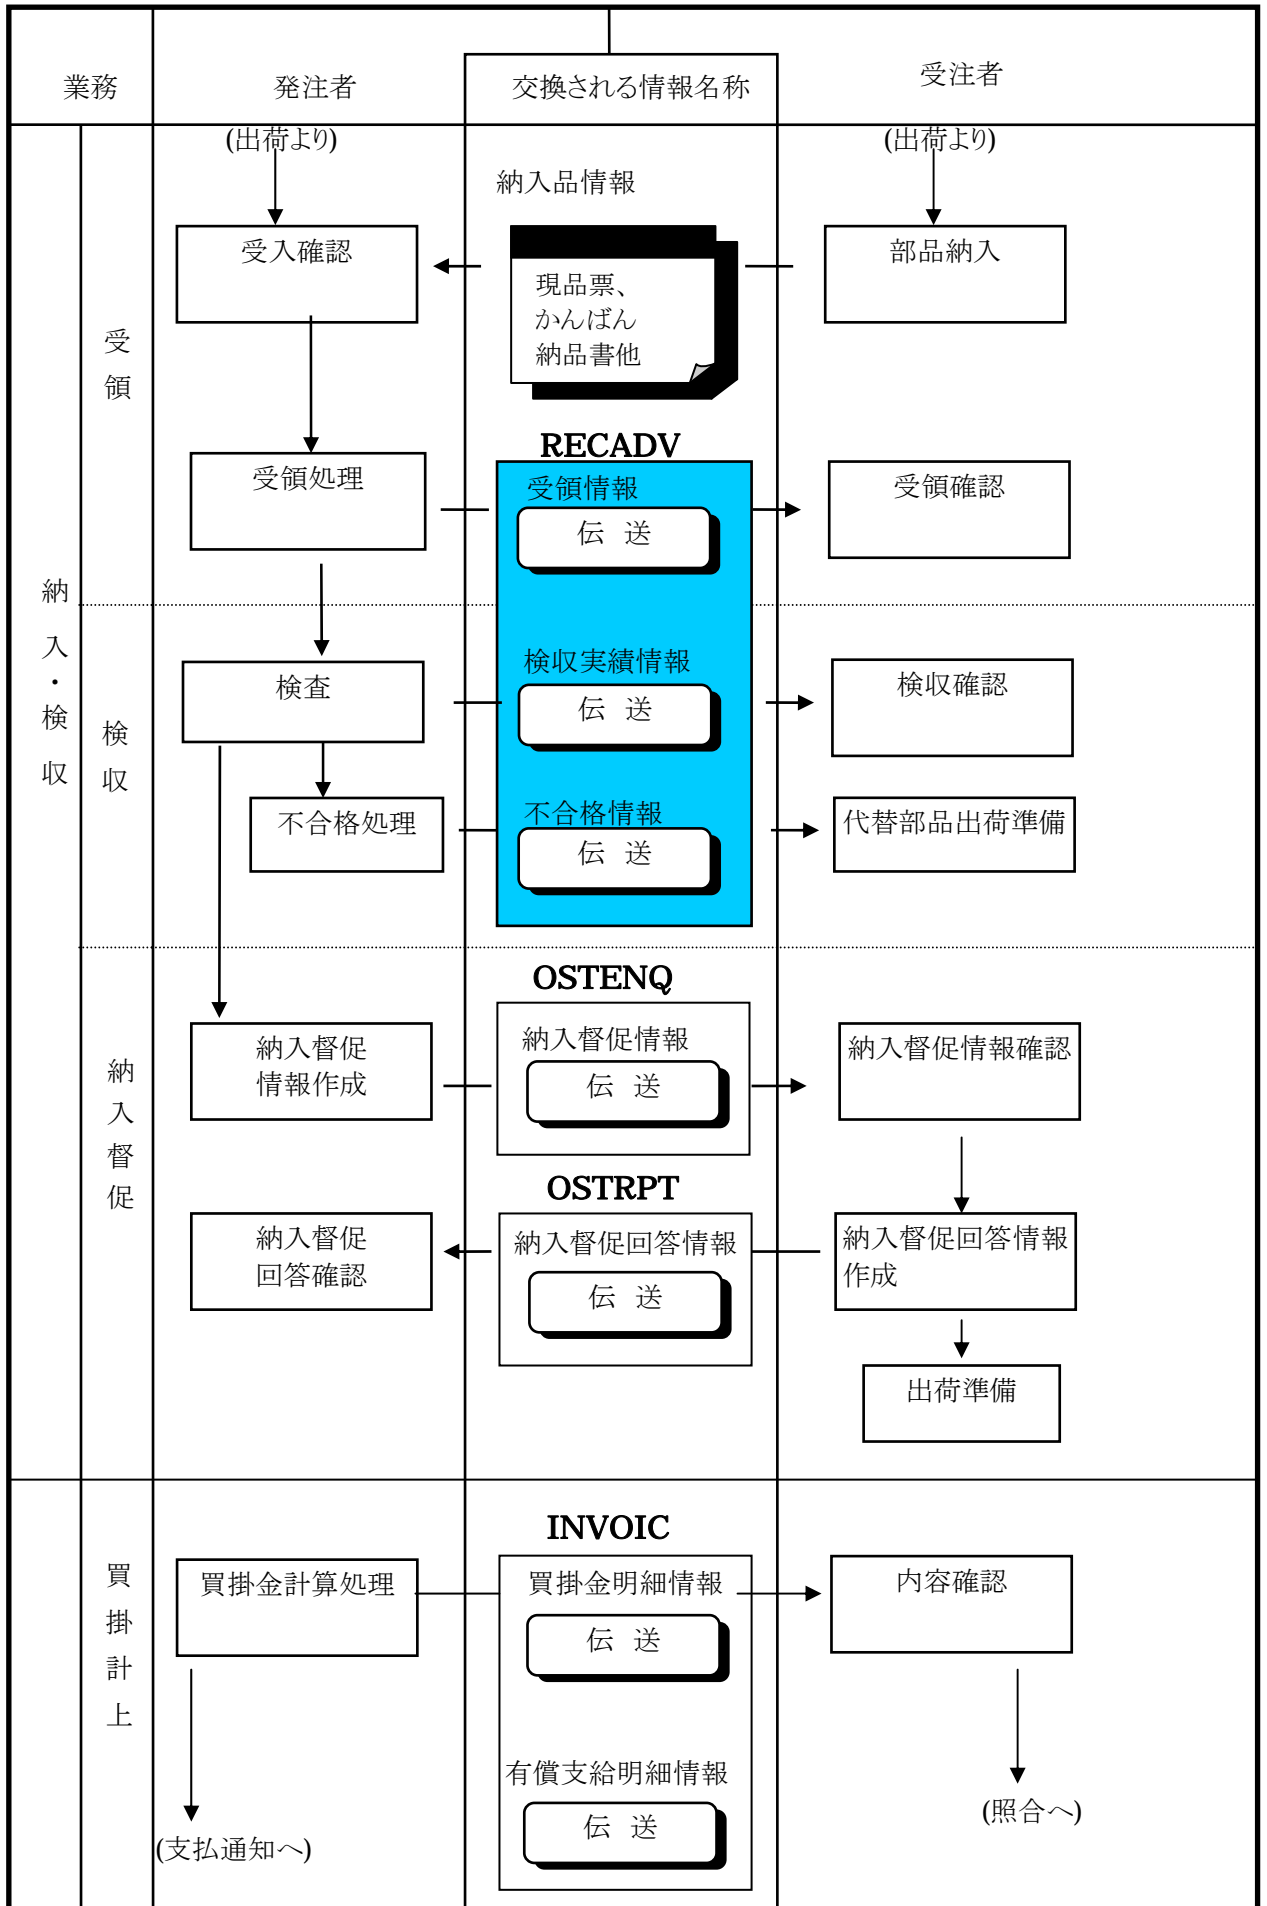 業務
発注者
交換される情報名称
受注者
(出荷より)
(出荷より)
納入品情報
受入確認
部品納入
現品票、
かんばん
納品書他
受領
RECADV
受領処理
受領情報
伝 送
受領確認
納入・検収
検収
検査
検収実績情報
伝 送
検収確認
不合格処理
不合格情報
伝 送
代替部品出荷準備
納入督促
OSTENQ
納入督促
情報作成
納入督促情報
伝 送
納入督促情報確認
OSTRPT
納入督促
回答確認
納入督促回答情報
伝 送
納入督促回答情報
作成
出荷準備
買掛計上
INVOIC
買掛金計算処理
買掛金明細情報
伝 送
内容確認
有償支給明細情報
伝 送
(支払通知へ)
(照合へ)